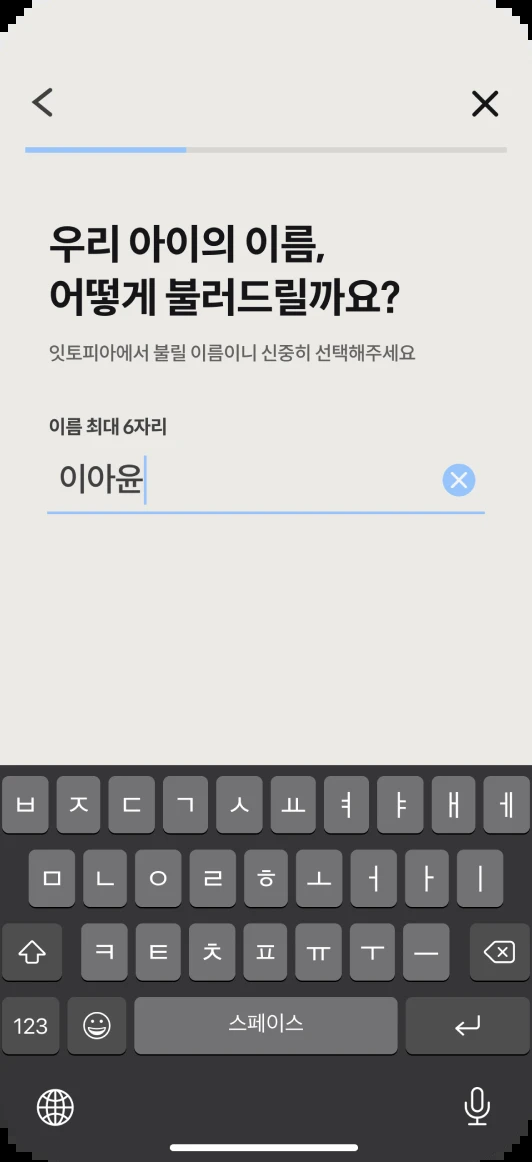 우리 아이의 이름,
어떻게 불러드릴까요?
잇토피아에서 불릴 이름이니 신중히 선택해주세요
이름 최대 6자리
이아윤
ㅂ ㅈ ㄷ ㄱ ㅅ ㅛ ㅕ ㅑ ㅐ ㅔ
ㅁ ㄴ ㅇ ㄹ ㅎ ㅗ ㅓ ㅏ ㅣ
ㅋ ㅌ ㅊ ㅍ ㅠ ㅜ ㅡ
123 스페이스